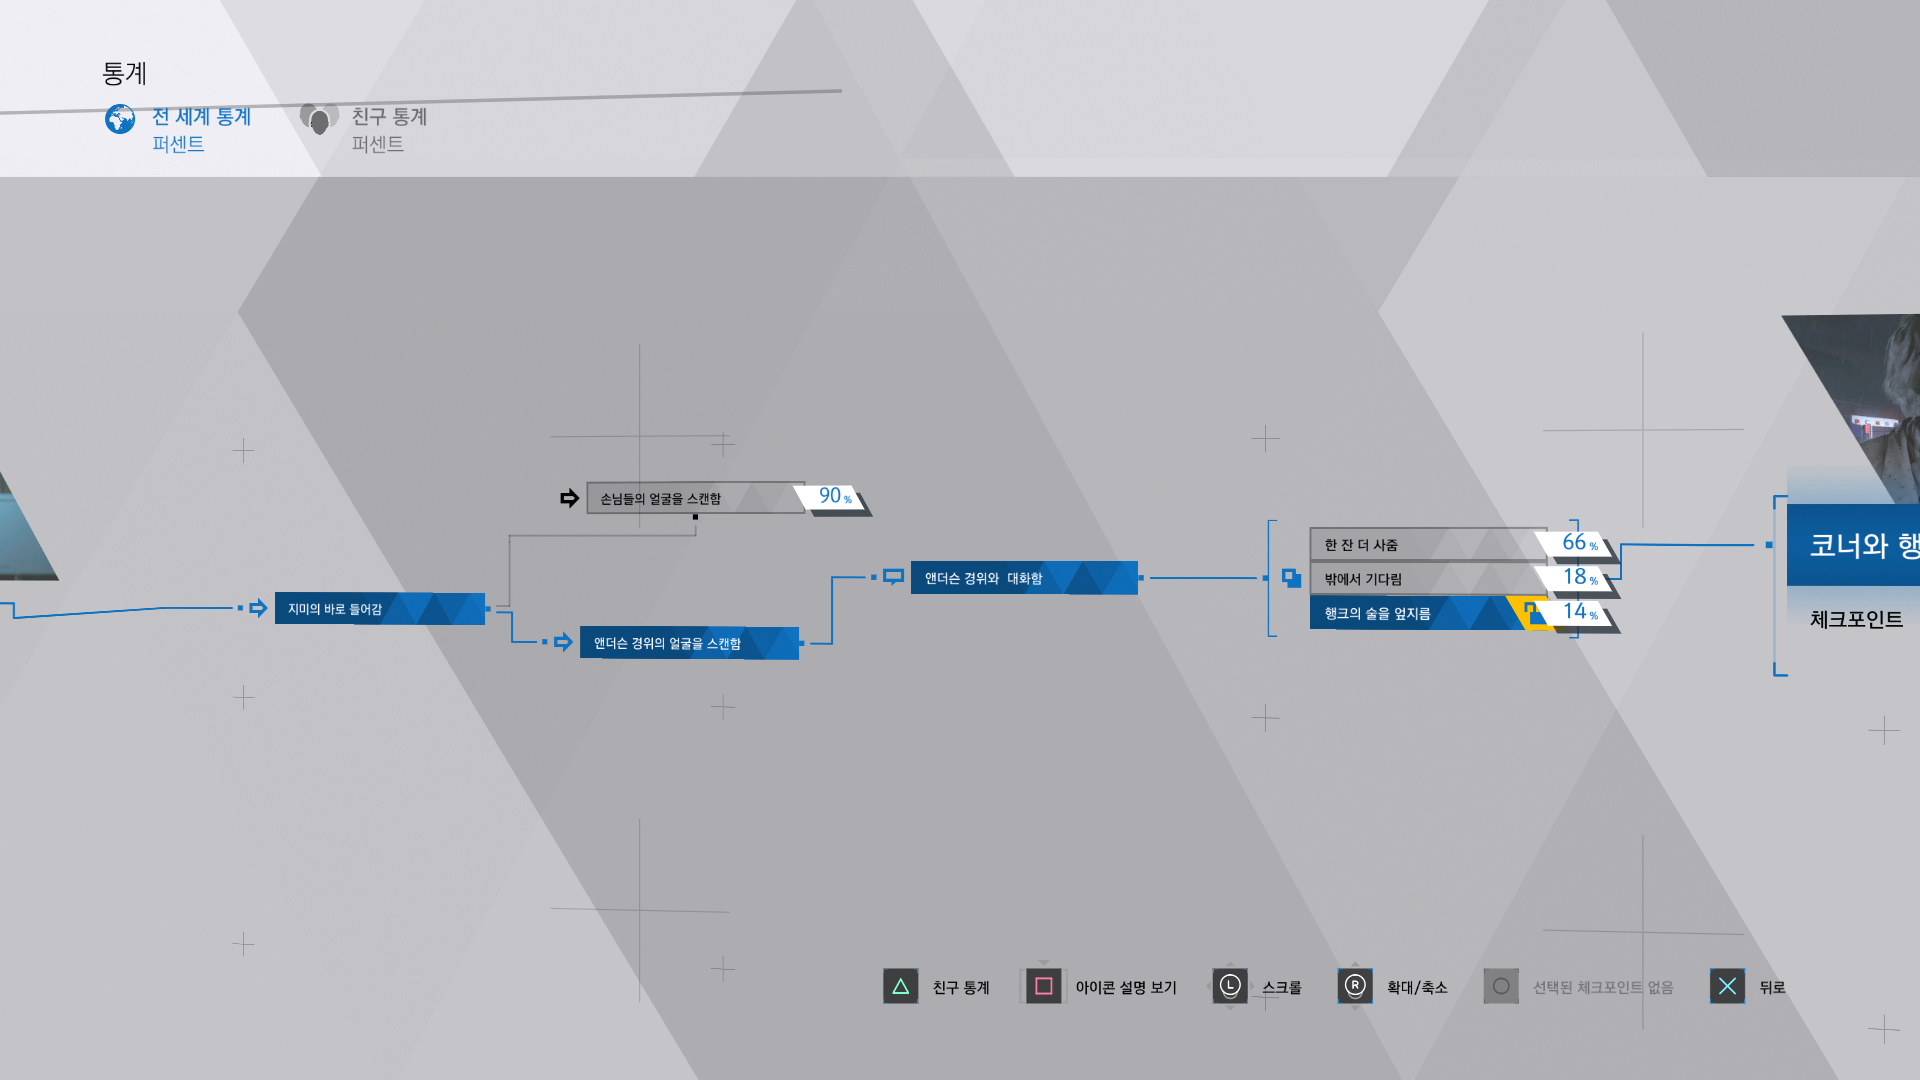 통계
전 세계 통계
퍼센트
친구 통계
퍼센트
손님들의 얼굴을 스캔함
90 %
지미의 바로 들어감
앤더슨 경위의 얼굴을 스캔함
앤더슨 경위와 대화함
한 잔 더 사줌
66 %
밖에서 기다림
18 %
행크의 술을 엎지름
14 %
코너와 행
체크포인트
친구 통계
아이콘 설명 보기
L
스크롤
R
확대/축소
선택된 체크포인트 없음
뒤로